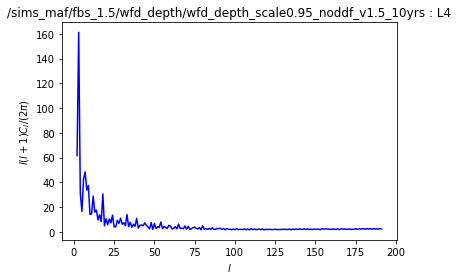 /sims_maf/fbs_1.5/wfd_depth/wfd_depth_scale0.95_noddf_v1.5_10yrs : L4
160
140
120
100
80
60
40
20
0
l(l + 1)Cₗ/(2π)
0 25 50 75 100 125 150 175 200
l